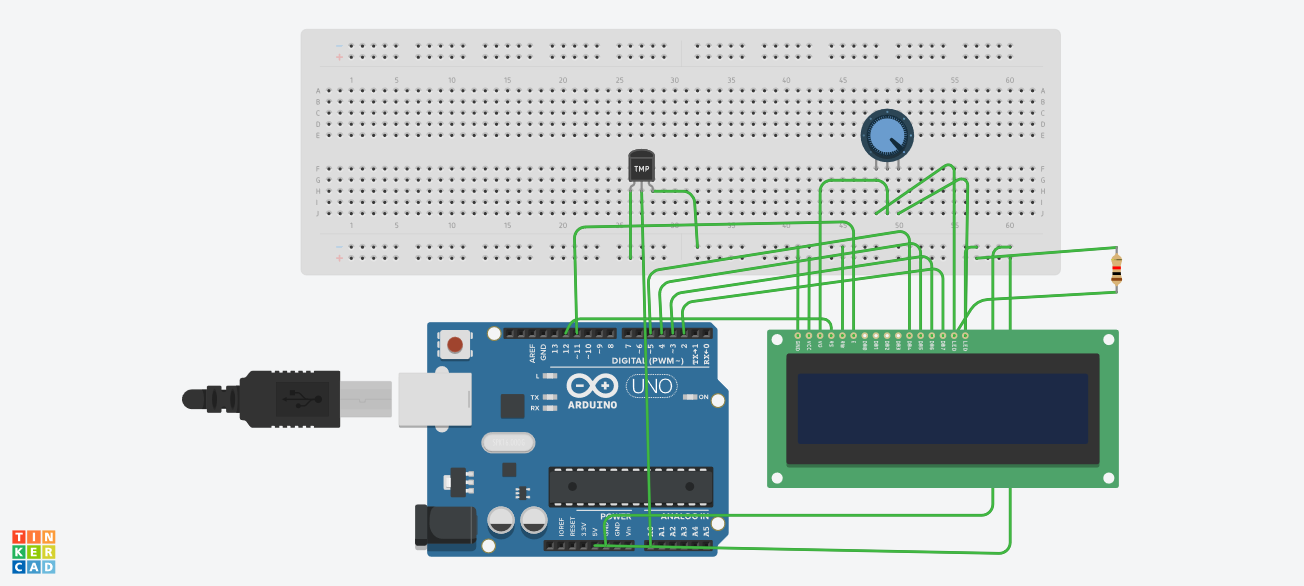 1 5 10 15 20 25 30 35 40 45 50 55 60
A A
B B
C C
D D
E E
TMP
F F
G G
H H
I I
J J
1 5 10 15 20 25 30 35 40 45 50 55 60
AREF
GND
13
12
~11
~10
~9
8
7
~6
~5
4
~3
2
TX→1
RX←0
DIGITAL (PWM~)
L
TX
RX
ARDUINO
UNO
ON
GND
VCC
V0
RS
RW
E
DB0
DB1
DB2
DB3
DB4
DB5
DB6
DB7
LED
LED
POWER
ANALOG IN
IOREF
RESET
3.3V
5V
GND
GND
Vin
A0
A1
A2
A3
A4
A5
TIN
KER
CAD